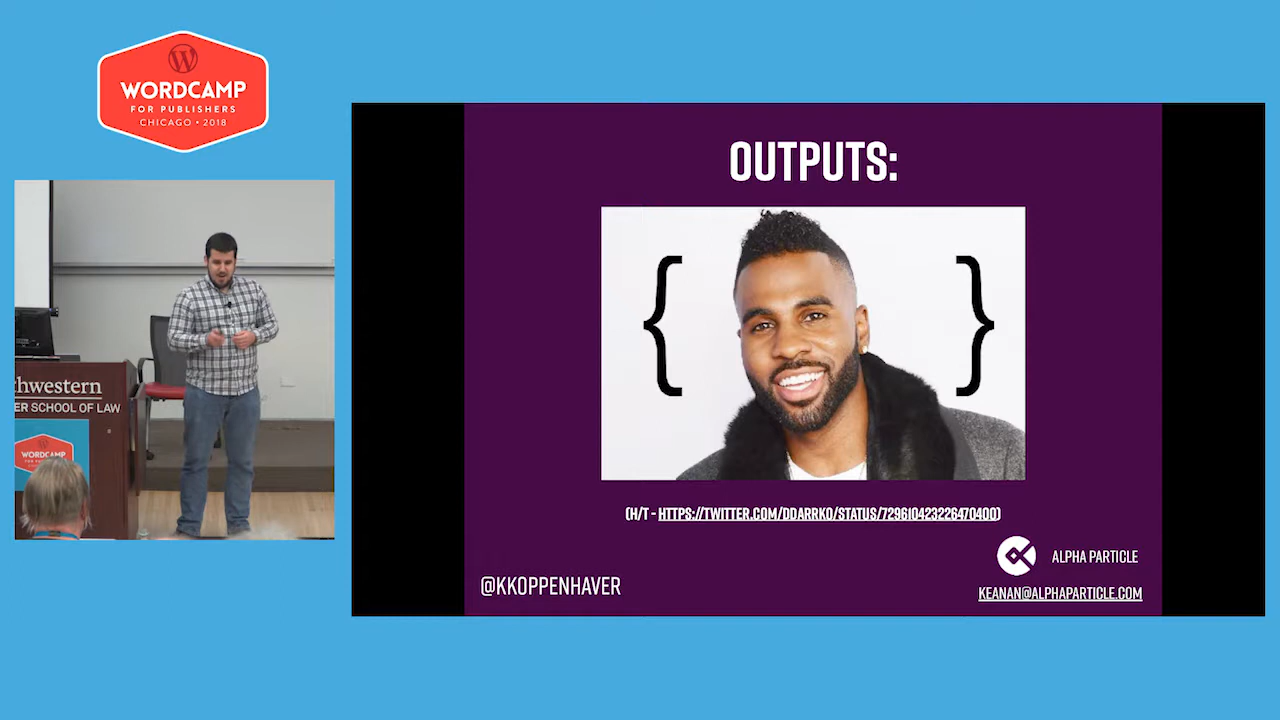 WORDCAMP
FOR PUBLISHERS
CHICAGO • 2018
OUTPUTS:
{ }
(H/T - HTTPS://TWITTER.COM/DDARRKO/STATUS/729610423226470400)
@KKOPPENHAVER
ALPHA PARTICLE
KEANAN@ALPHAPARTICLE.COM
hwestern
ER SCHOOL OF LAW
WORDCAMP